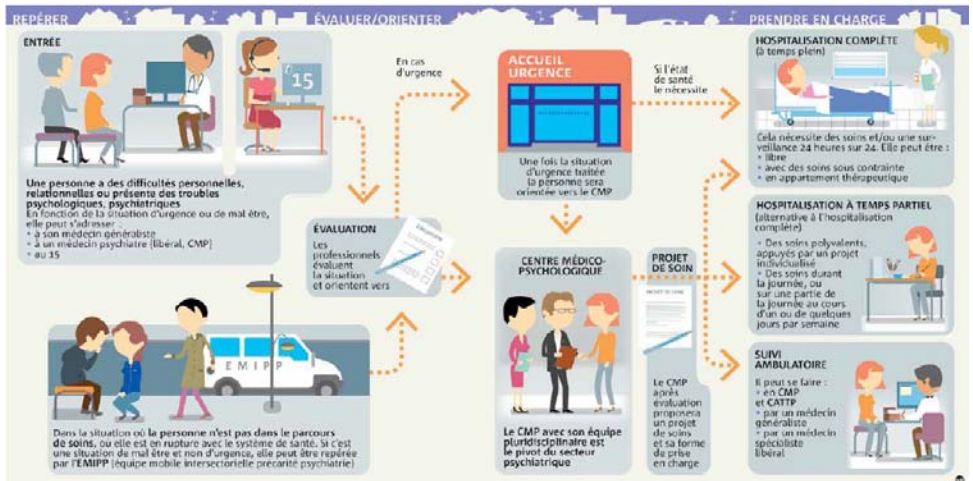 REPÉRER
ÉVALUER/ORIENTER
PRENDRE EN CHARGE
ENTRÉE
15
Une personne a des difficultés personnelles,
relationnelles ou présente des troubles
psychologiques, psychiatriques
En fonction de la situation d'urgence ou de mal être,
elle peut s'adresser :
• à son médecin généraliste
• à un médecin psychiatre (libéral, CMP)
• au 15
EMIPP
Dans la situation où la personne n'est pas dans le parcours
de soins, où elle est en rupture avec le système de santé. Si c'est
une situation de mal être et non d'urgence, elle peut être repérée
par l'EMIPP (équipe mobile intersectorielle précarité psychiatrie)
ÉVALUATION
Les
professionnels
évaluent
la situation
et orientent vers
En cas
d'urgence
ACCUEIL
URGENCE
Une fois la situation
d'urgence traitée
la personne sera
orientée vers le CMP
Si l'état
de santé
le nécessite
CENTRE MÉDICO-
PSYCHOLOGIQUE
Le CMP avec son équipe
pluridisciplinaire est
le pivot du secteur
psychiatrique
PROJET
DE SOIN
PROJET DE SOINS
Le CMP
après
évaluation
proposera
un projet
de soins
et sa forme
de prise
en charge
HOSPITALISATION COMPLÈTE
(à temps plein)
Cela nécessite des soins et/ou une sur-
veillance 24 heures sur 24. Elle peut être :
• libre
• avec des soins sous contrainte
• en appartement thérapeutique
HOSPITALISATION À TEMPS PARTIEL
(alternative à l'hospitalisation
complète)
• Des soins polyvalents,
appuyés par un projet
individualisé
• Des soins durant
la journée, ou
sur une partie de
la journée au cours
d'un ou de quelques
jours par semaine
SUIVI
AMBULATOIRE
Il peut se faire :
• en CMP
et CATTP
• par un médecin
généraliste
• par un médecin
spécialiste
libéral